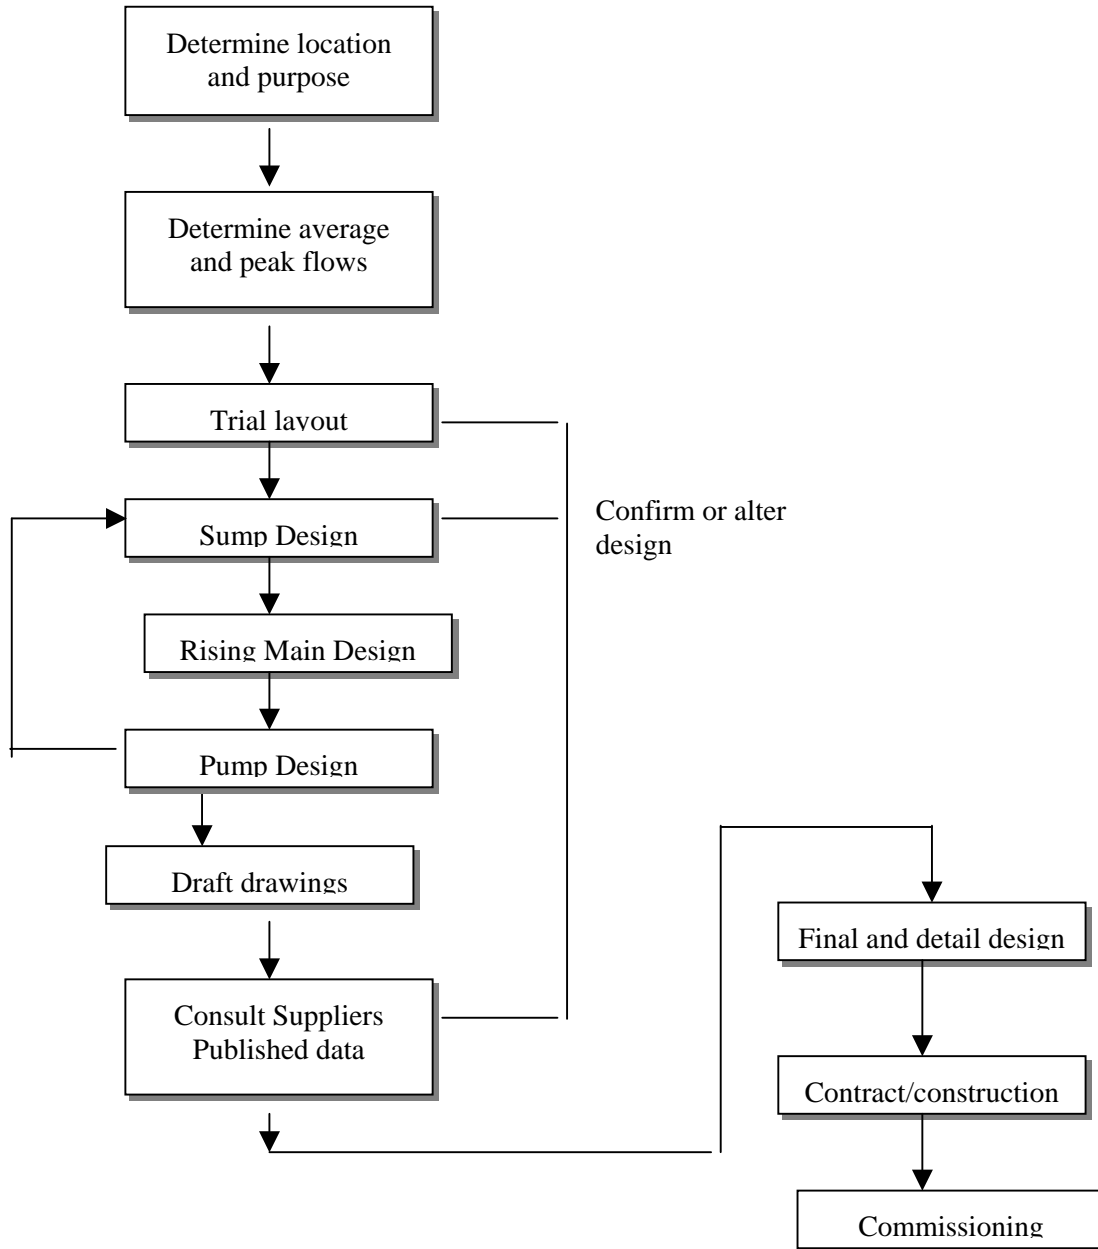 Determine location
and purpose
Determine average
and peak flows
Trial layout
Sump Design
Confirm or alter
design
Rising Main Design
Pump Design
Draft drawings
Consult Suppliers
Published data
Final and detail design
Contract/construction
Commissioning